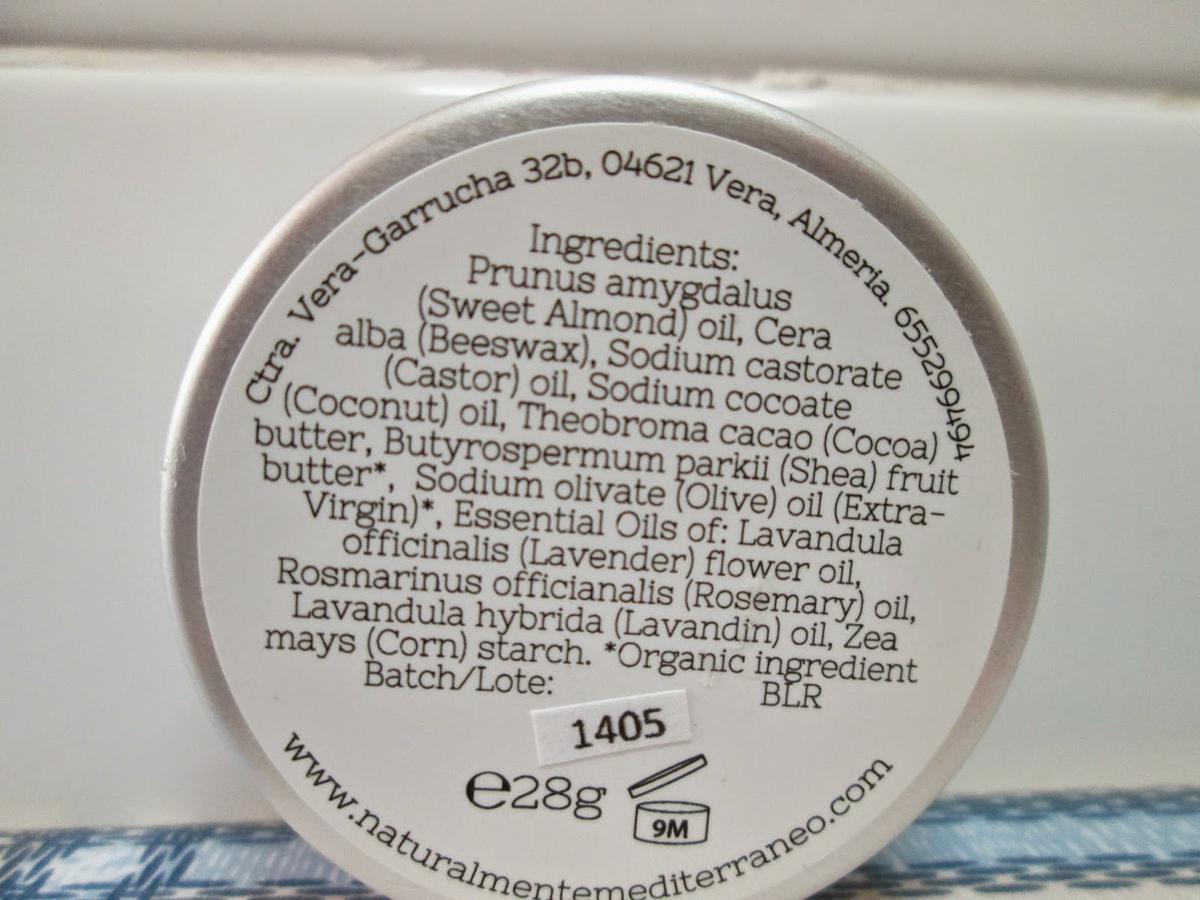 Ctra. Vera-Garrucha 32b, 04621 Vera, Almeria. 655299494
Ingredients:
Prunus amygdalus
(Sweet Almond) oil, Cera
alba (Beeswax), Sodium castorate
(Castor) oil, Sodium cocoate
(Coconut) oil, Theobroma cacao (Cocoa)
butter, Butyrospermum parkii (Shea) fruit
butter*, Sodium olivate (Olive) oil (Extra-
Virgin)*, Essential Oils of: Lavandula
officinalis (Lavender) flower oil,
Rosmarinus officianalis (Rosemary) oil,
Lavandula hybrida (Lavandin) oil, Zea
mays (Corn) starch. *Organic ingredient
Batch/Lote: BLR
1405
e28g
9M
www.naturalmentemediterraneo.com